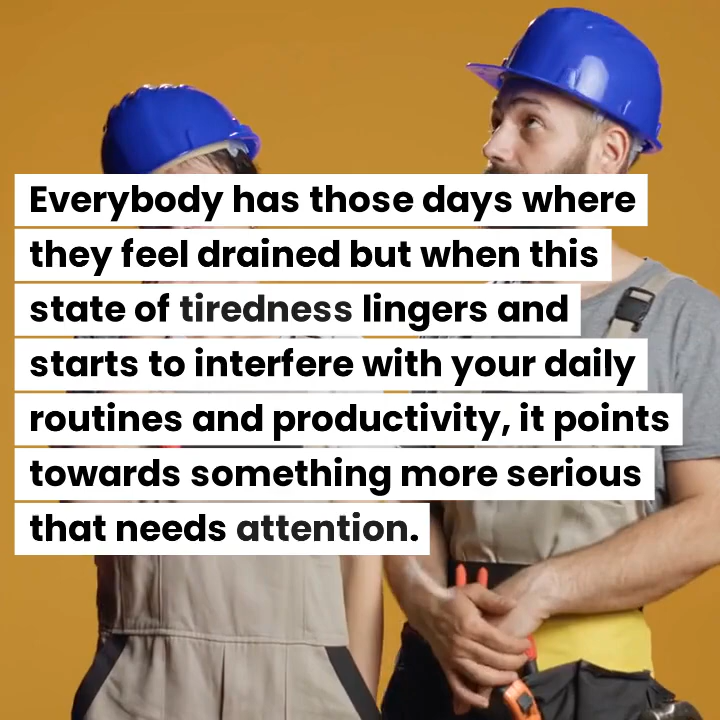 Everybody has those days where
they feel drained but when this
state of tiredness lingers and
starts to interfere with your daily
routines and productivity, it points
towards something more serious
that needs attention.